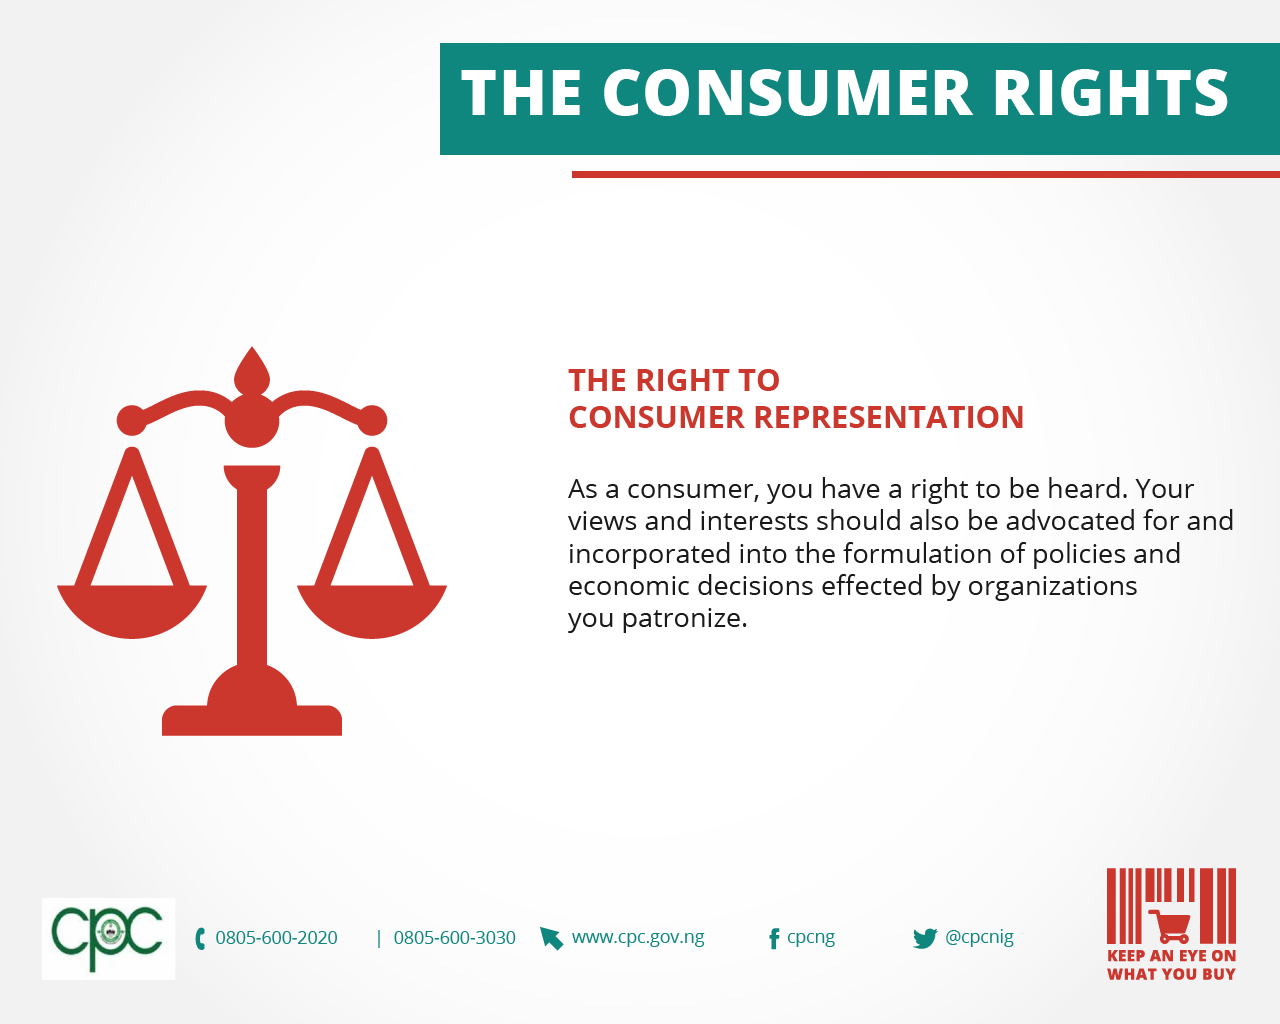 THE CONSUMER RIGHTS
THE RIGHT TO
CONSUMER REPRESENTATION
As a consumer, you have a right to be heard. Your
views and interests should also be advocated for and
incorporated into the formulation of policies and
economic decisions effected by organizations
you patronize.
cpc
0805-600-2020 | 0805-600-3030 www.cpc.gov.ng cpcng @cpcnig
KEEP AN EYE ON
WHAT YOU BUY